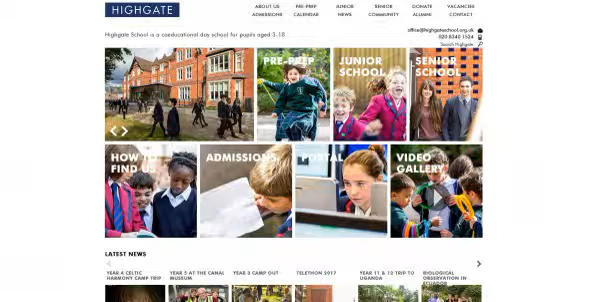 HIGHGATE
ABOUT US PRE-PREP JUNIOR SENIOR DONATE VACANCIES
ADMISSIONS CALENDAR NEWS COMMUNITY ALUMNI CONTACT
Highgate School is a coeducational day school for pupils aged 3-18
office@highgateschool.org.uk
020 8340 1524
Search Highgate
PRE-PREP
JUNIOR
SCHOOL
SENIOR
SCHOOL
HOW TO
FIND US
ADMISSIONS
PORTAL
VIDEO
GALLERY
LATEST NEWS
YEAR 4 CELTIC
HARMONY CAMP TRIP
YEAR 5 AT THE CANAL
MUSEUM
YEAR 3 CAMP OUT
TELETHON 2017
YEAR 11 & 12 TRIP TO
UGANDA
BIOLOGICAL
OBSERVATION IN
ECUADOR